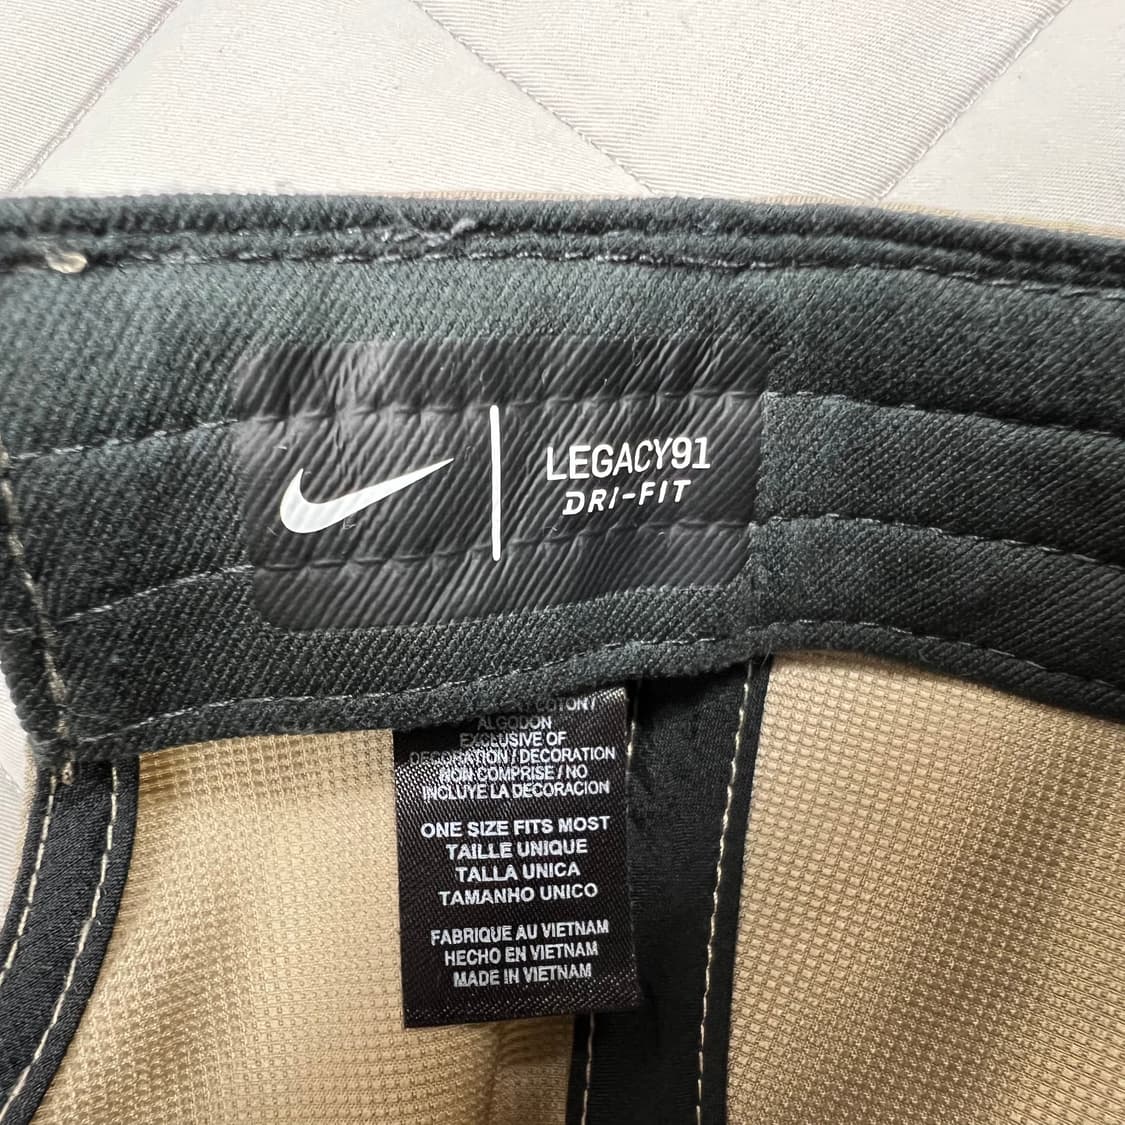 LEGACY91
DRI-FIT
COTON/
ALGODON
EXCLUSIVE OF
DECORATION / DECORATION
NON COMPRISE / NO
INCLUYE LA DECORACION
ONE SIZE FITS MOST
TAILLE UNIQUE
TALLA UNICA
TAMANHO UNICO
FABRIQUE AU VIETNAM
HECHO EN VIETNAM
MADE IN VIETNAM